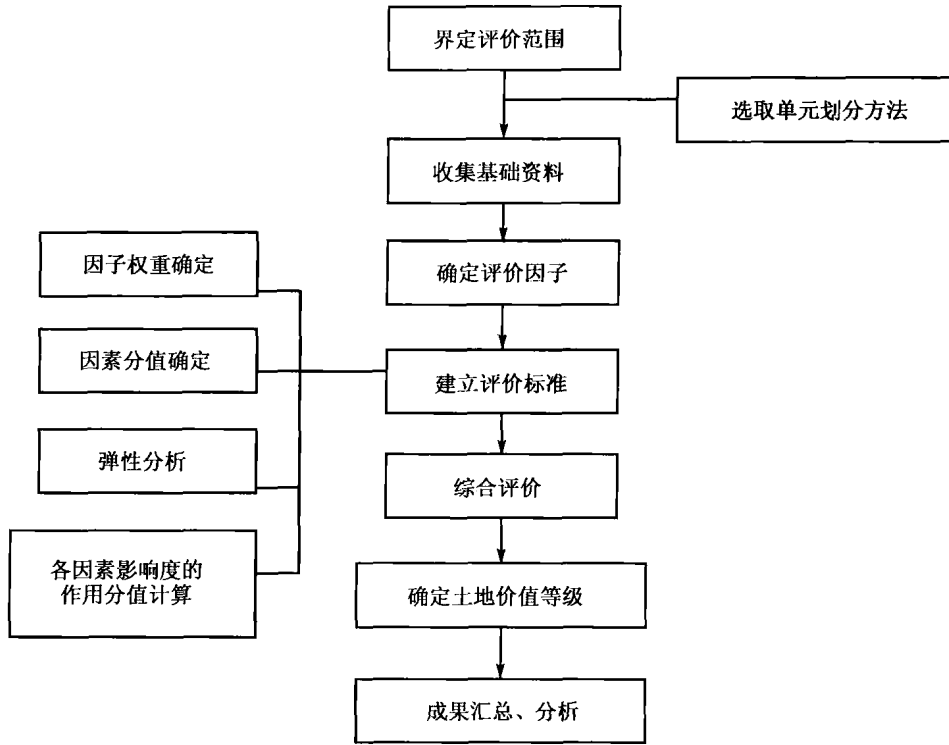 界定评价范围
选取单元划分方法
收集基础资料
因子权重确定
确定评价因子
因素分值确定
建立评价标准
弹性分析
综合评价
各因素影响度的
作用分值计算
确定土地价值等级
成果汇总、分析